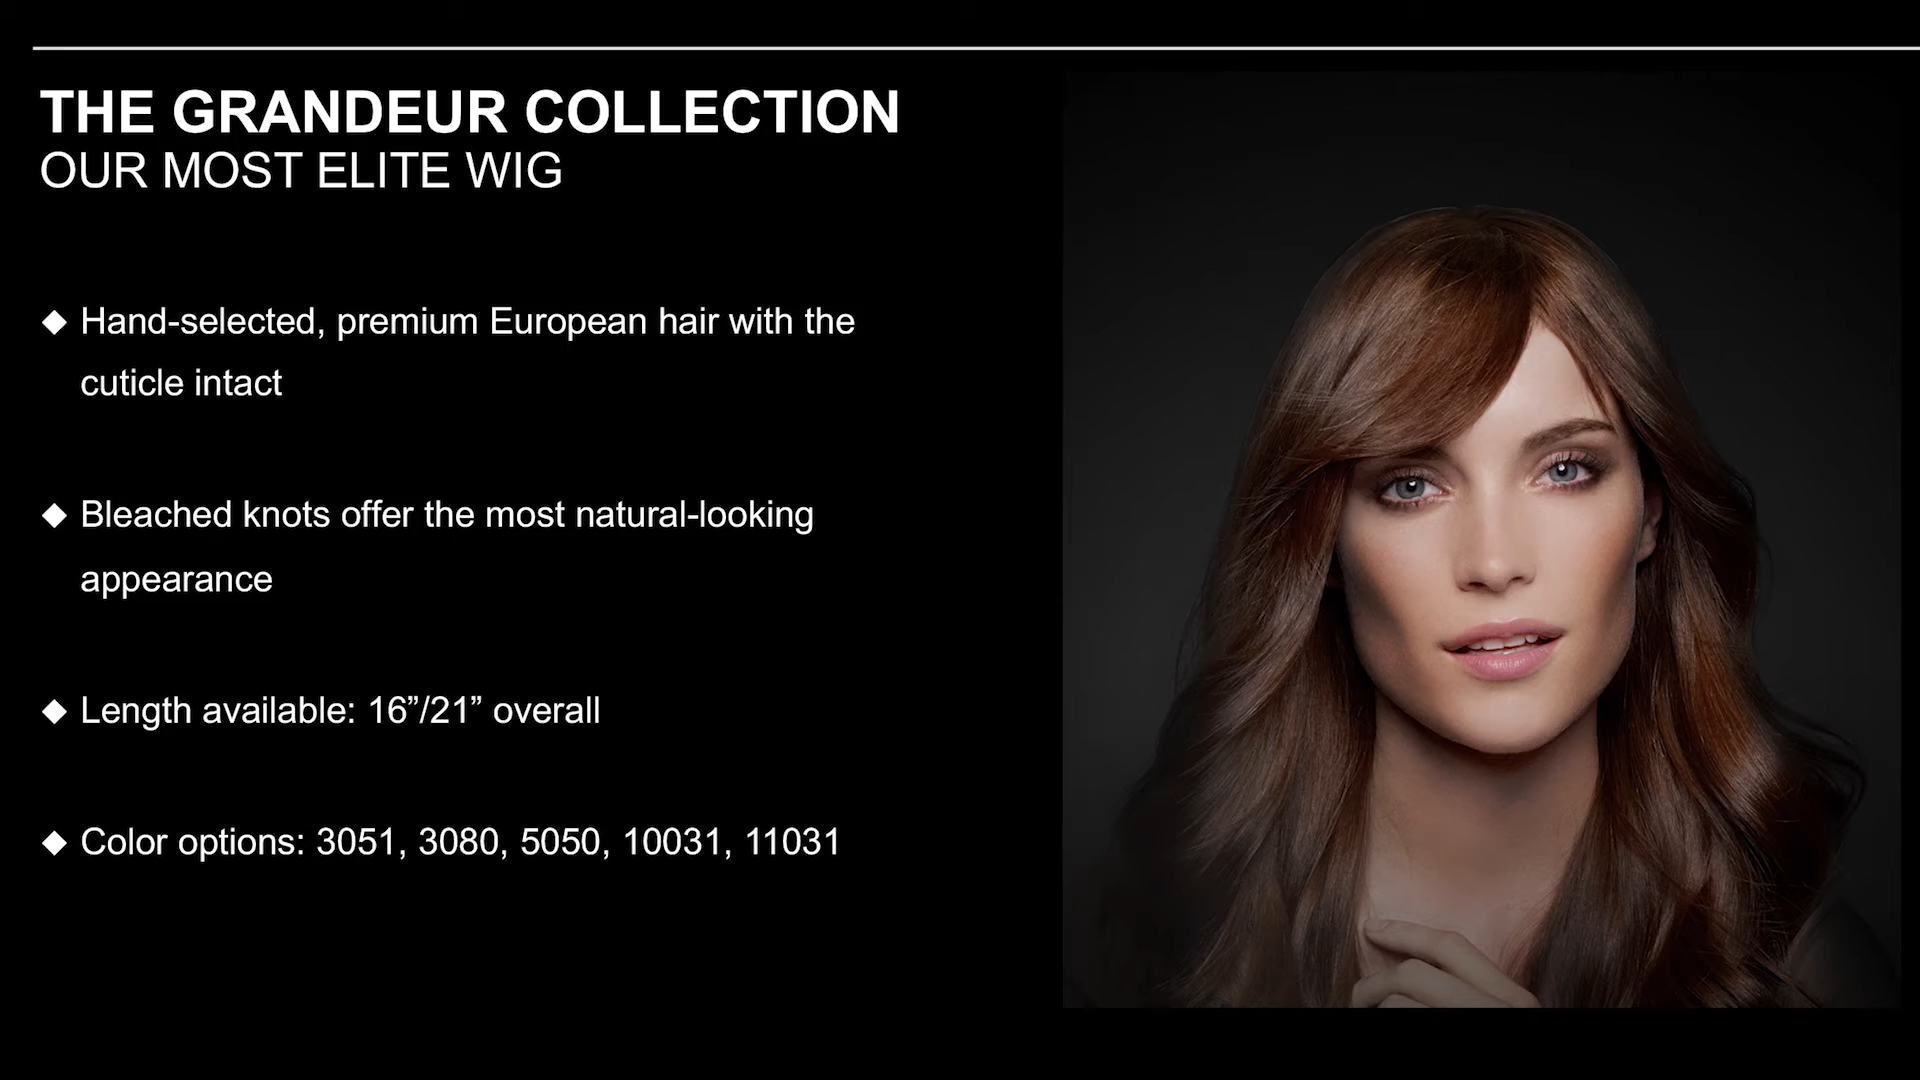 THE GRANDEUR COLLECTION
OUR MOST ELITE WIG
◆ Hand-selected, premium European hair with the
cuticle intact
◆ Bleached knots offer the most natural-looking
appearance
◆ Length available: 16”/21” overall
◆ Color options: 3051, 3080, 5050, 10031, 11031